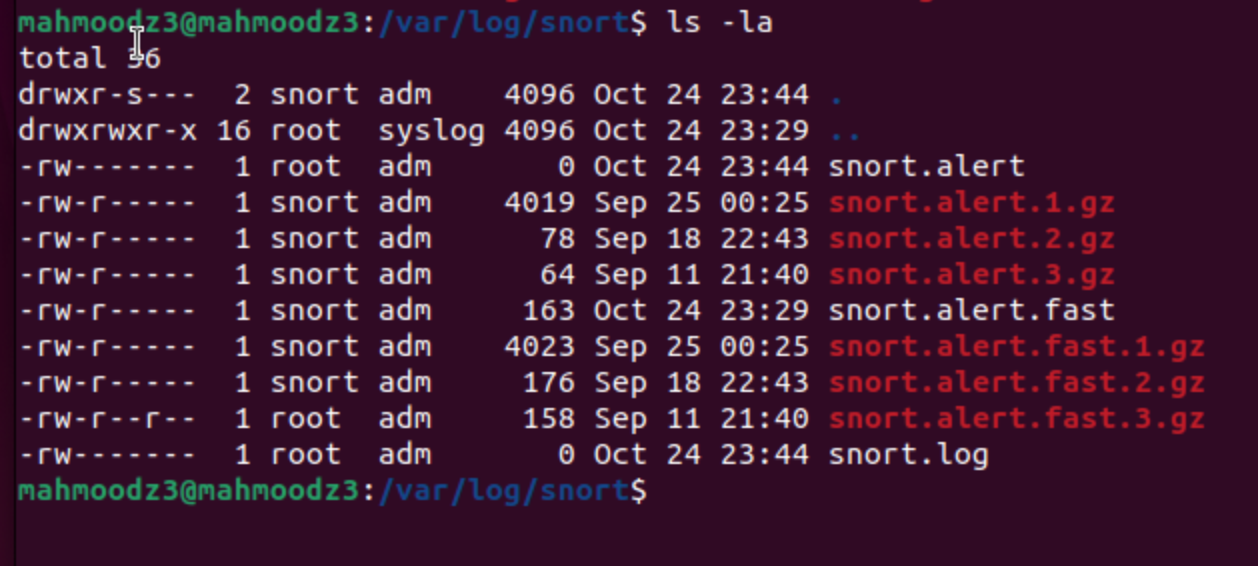 mahmoodz3@mahmoodz3:/var/log/snort$ ls -la
total 36
drwxr-s---  2 snort adm    4096 Oct 24 23:44 .
drwxrwxr-x 16 root  syslog 4096 Oct 24 23:29 ..
-rw-------  1 root  adm       0 Oct 24 23:44 snort.alert
-rw-r-----  1 snort adm    4019 Sep 25 00:25 snort.alert.1.gz
-rw-r-----  1 snort adm      78 Sep 18 22:43 snort.alert.2.gz
-rw-r-----  1 snort adm      64 Sep 11 21:40 snort.alert.3.gz
-rw-r-----  1 snort adm     163 Oct 24 23:29 snort.alert.fast
-rw-r-----  1 snort adm    4023 Sep 25 00:25 snort.alert.fast.1.gz
-rw-r-----  1 snort adm     176 Sep 18 22:43 snort.alert.fast.2.gz
-rw-r--r--  1 root  adm     158 Sep 11 21:40 snort.alert.fast.3.gz
-rw-------  1 root  adm       0 Oct 24 23:44 snort.log
mahmoodz3@mahmoodz3:/var/log/snort$